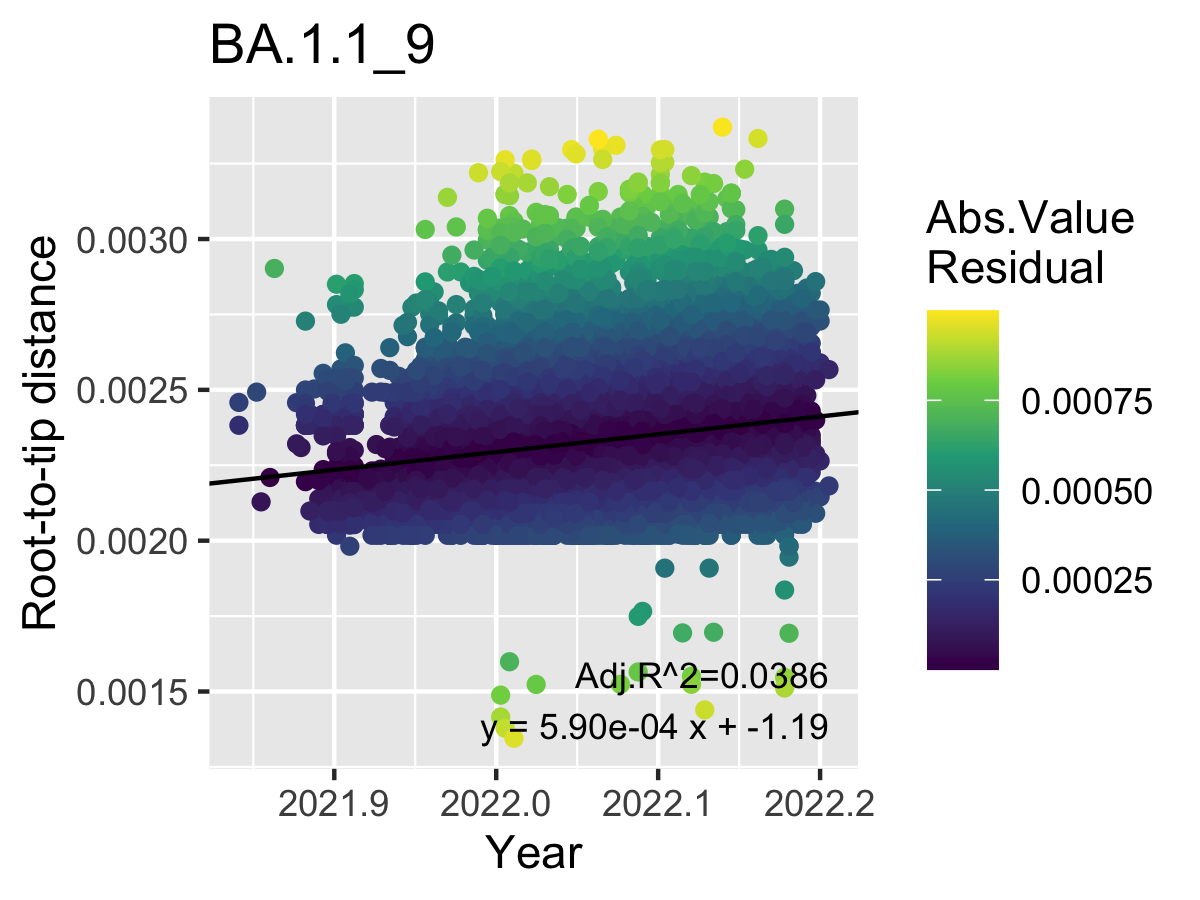 BA.1.1_9
Root-to-tip distance
0.0030
0.0025
0.0020
0.0015
Adj.R^2=0.0386
y = 5.90e-04 x + -1.19
2021.9
2022.0
2022.1
2022.2
Year
Abs.Value
Residual
0.00075
0.00050
0.00025